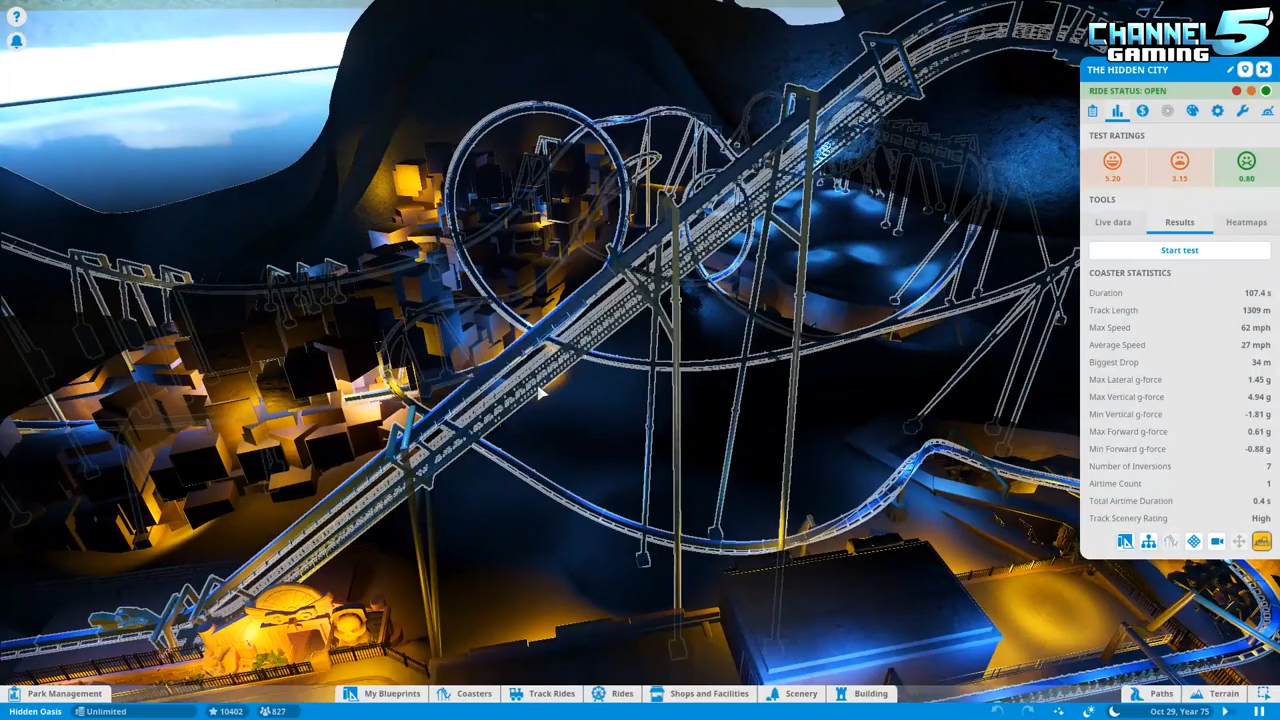 ?
CHANNEL 5
GAMING
THE HIDDEN CITY
RIDE STATUS: OPEN
TEST RATINGS
5.20 3.15 0.80
TOOLS
Live data Results Heatmaps
Start test
COASTER STATISTICS
Duration 107.4 s
Track Length 1309 m
Max Speed 62 mph
Average Speed 27 mph
Biggest Drop 34 m
Max Lateral g-force 1.45 g
Max Vertical g-force 4.94 g
Min Vertical g-force -1.81 g
Max Forward g-force 0.61 g
Min Forward g-force -0.88 g
Number of Inversions 7
Airtime Count 1
Total Airtime Duration 0.4 s
Track Scenery Rating High
Park Management My Blueprints Coasters Track Rides Rides Shops and Facilities Scenery Building Paths Terrain
Hidden Oasis Unlimited 10402 827 Oct 29, Year 75